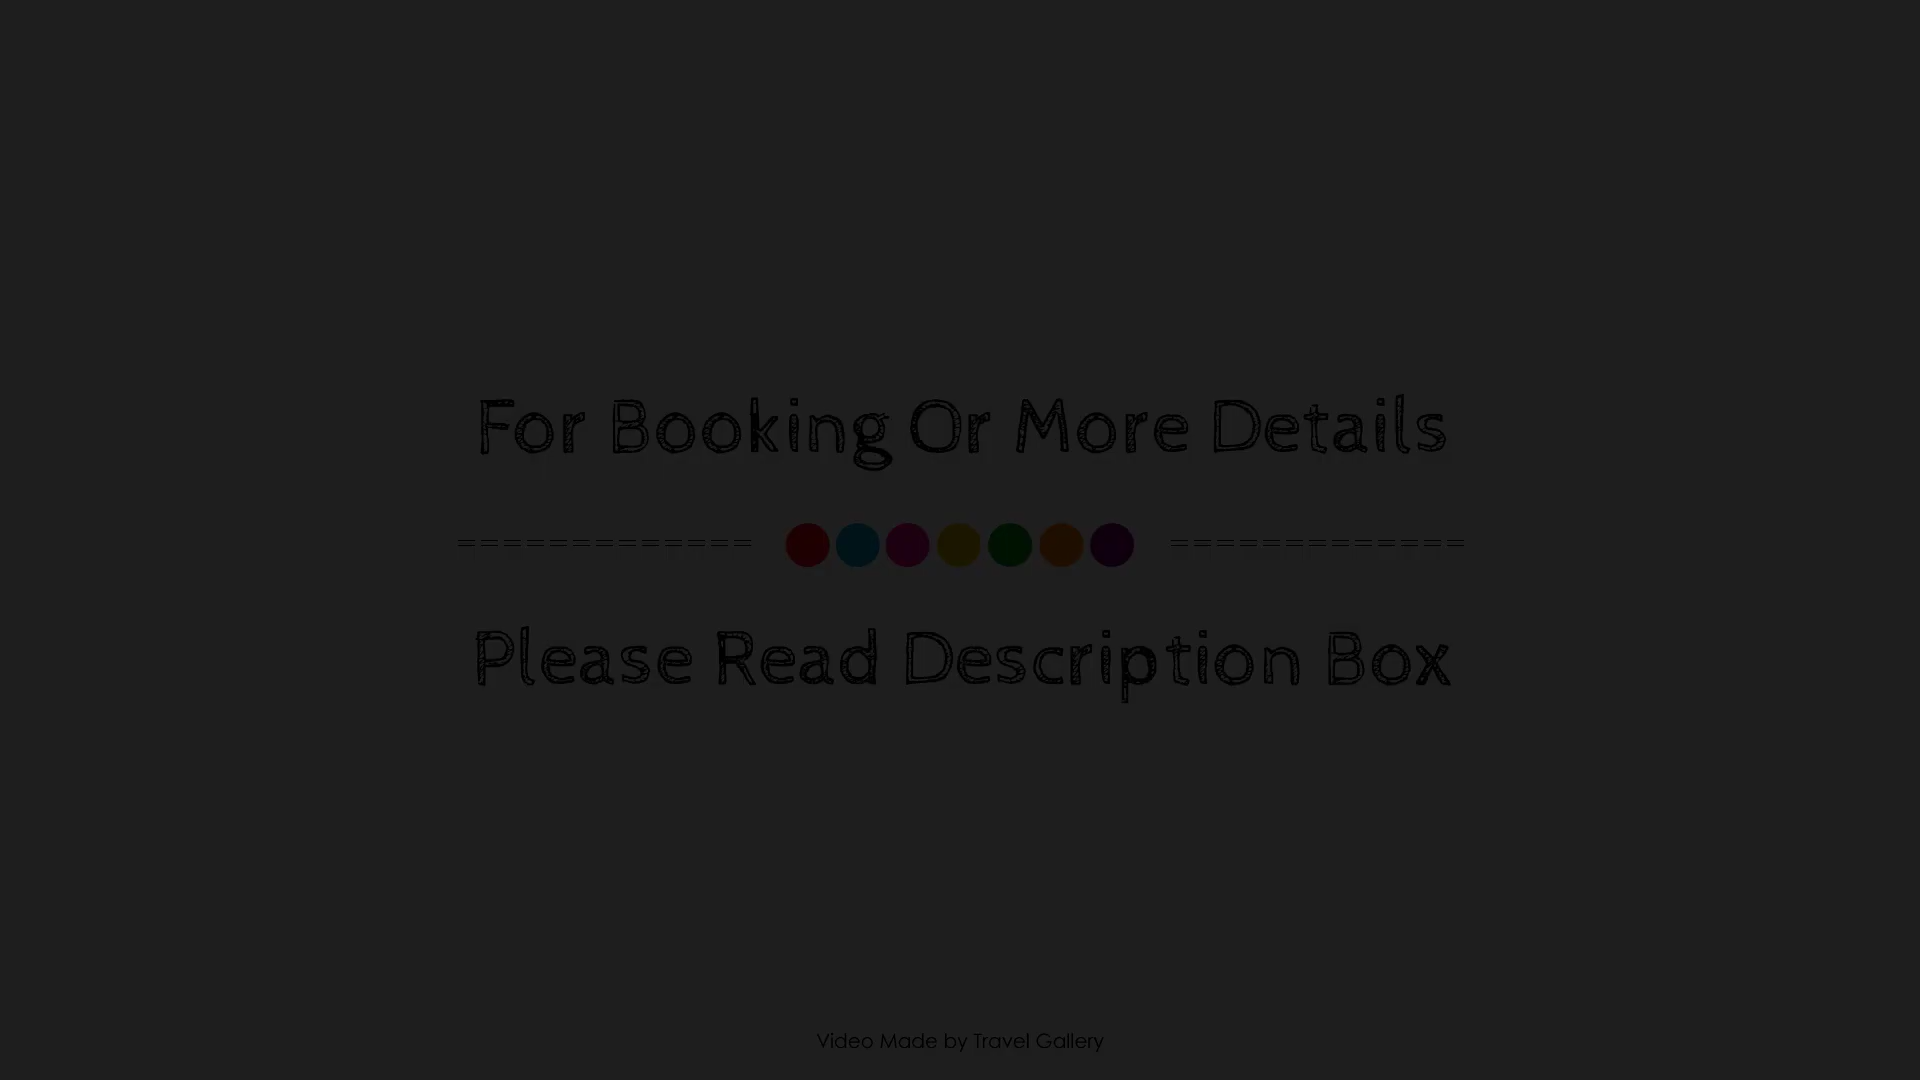 For Booking Or More Details
============= =============
Please Read Description Box
Video Made by Travel Gallery